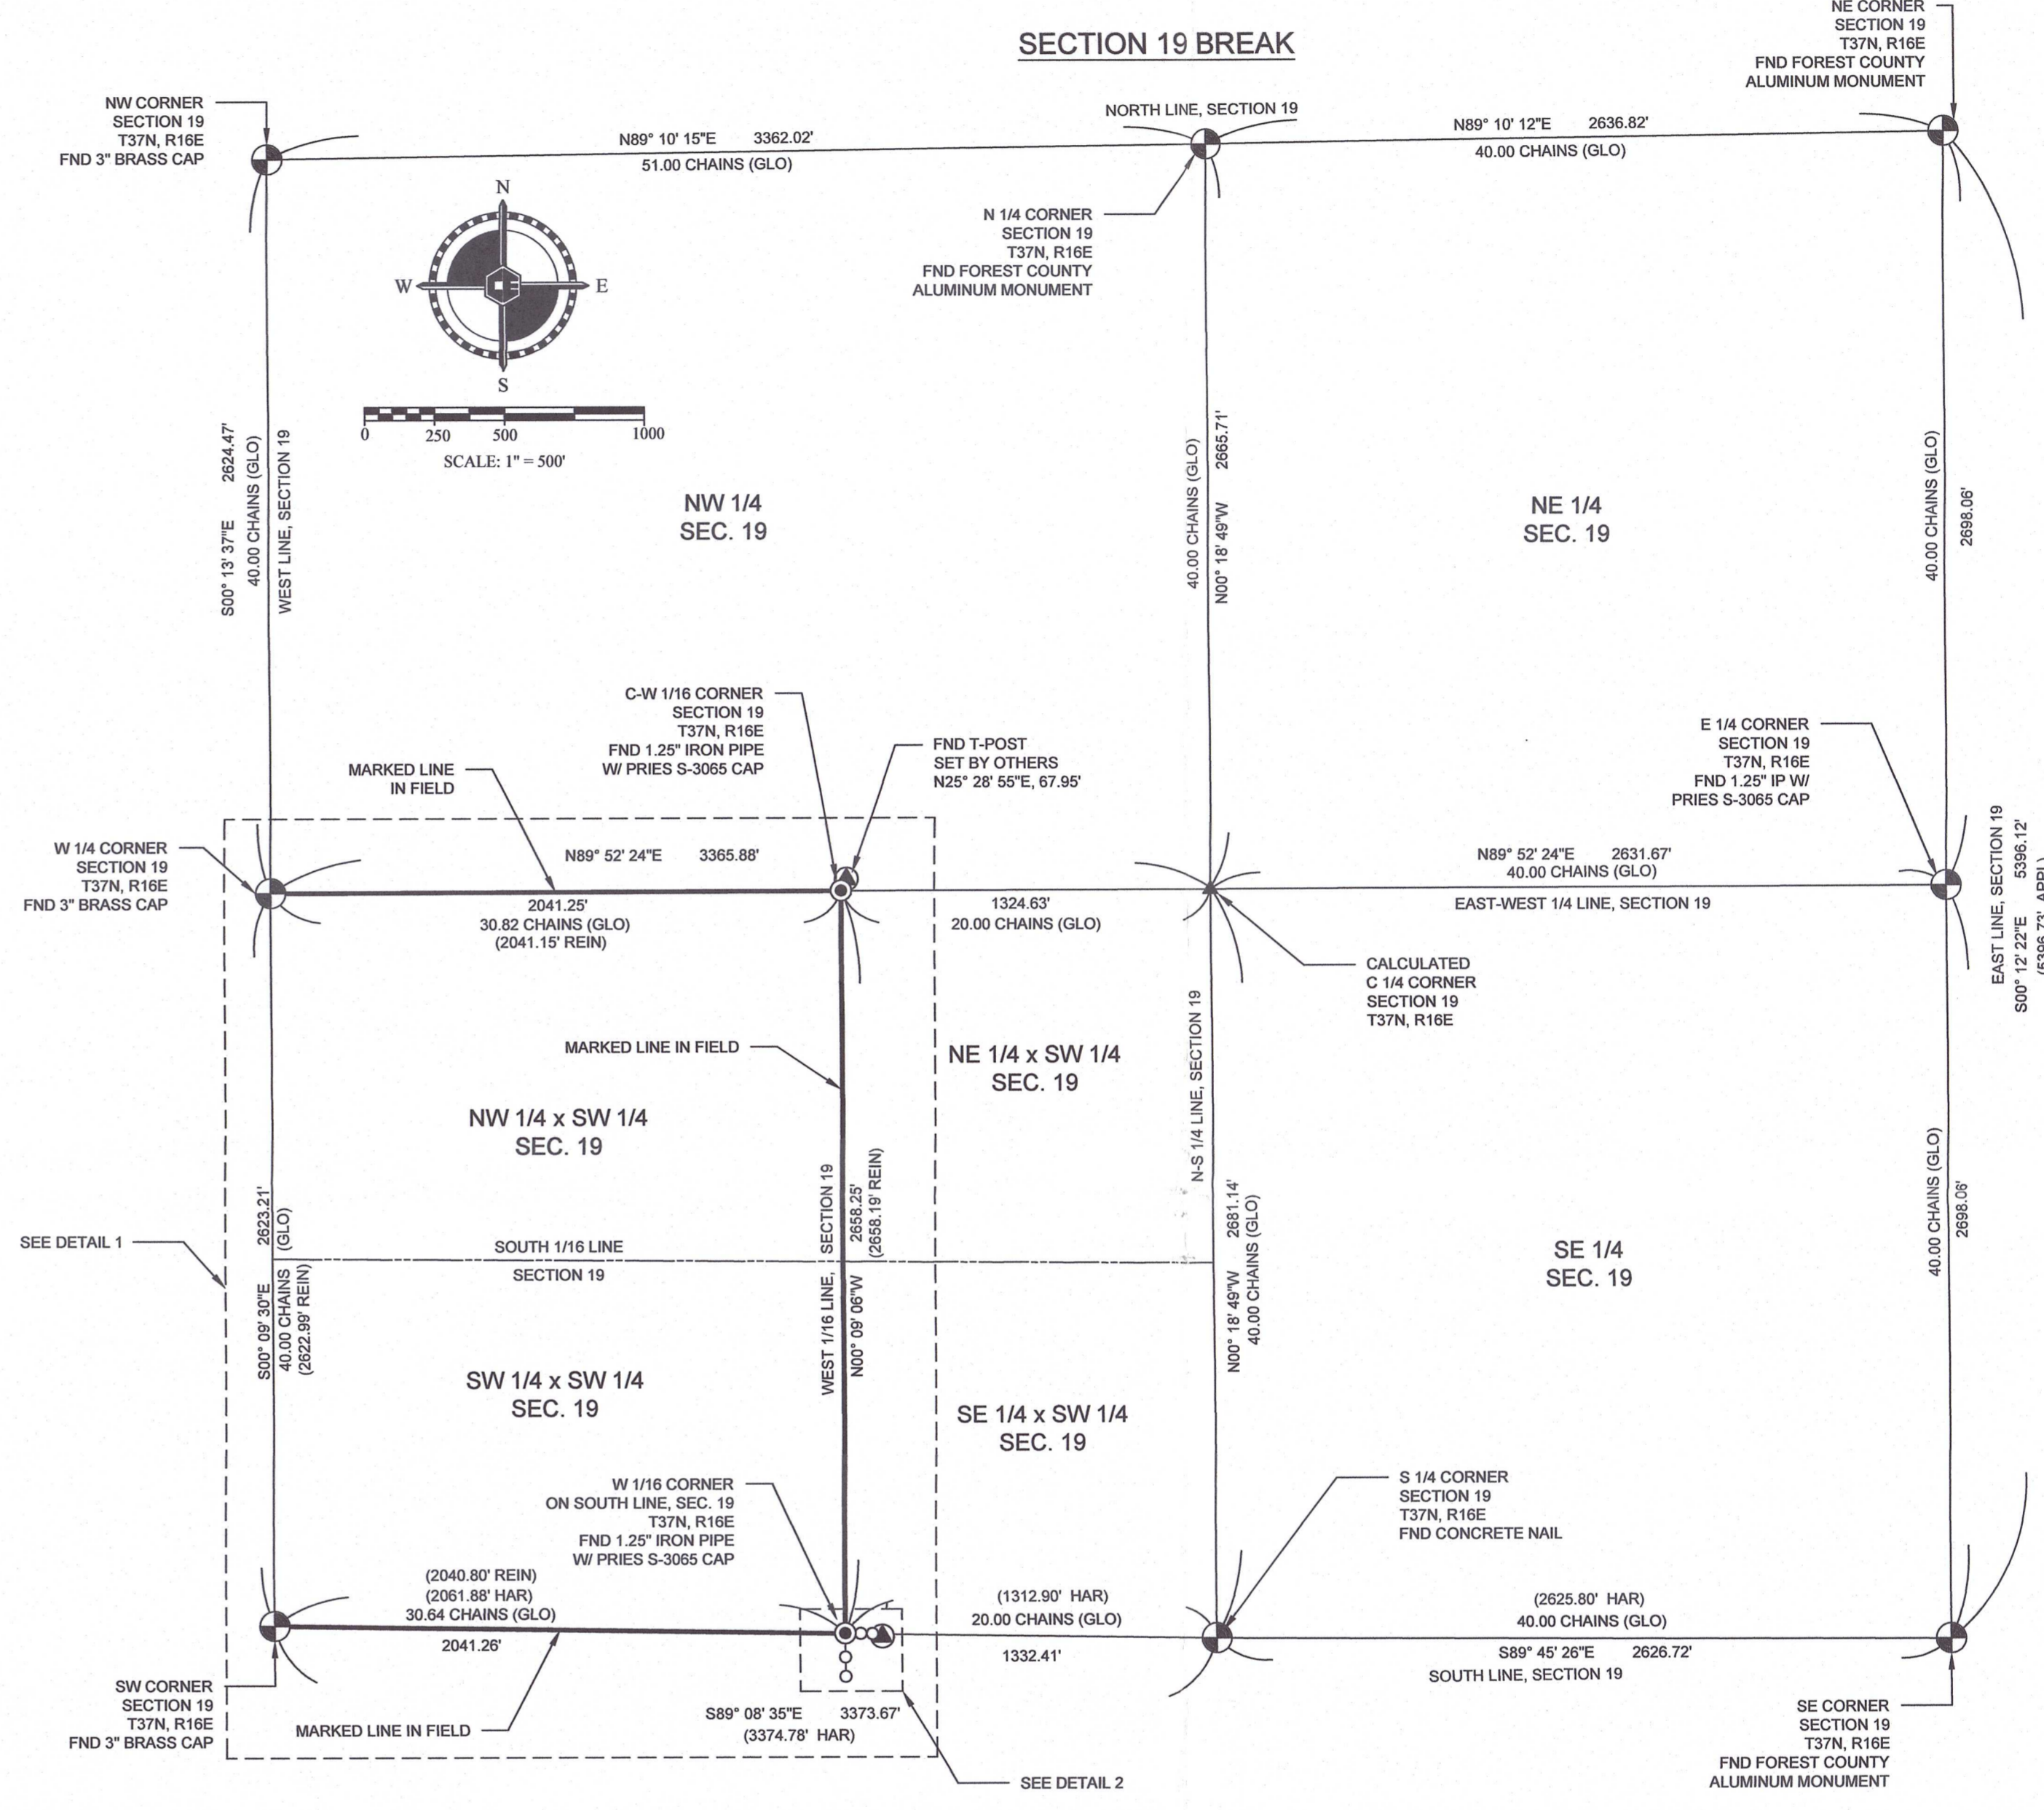 SECTION 19 BREAK
NE CORNER
SECTION 19
T37N, R16E
FND FOREST COUNTY
ALUMINUM MONUMENT
NW CORNER
SECTION 19
T37N, R16E
FND 3" BRASS CAP
NORTH LINE, SECTION 19
N89° 10' 15"E 3362.02'
51.00 CHAINS (GLO)
N89° 10' 12"E 2636.82'
40.00 CHAINS (GLO)
N 1/4 CORNER
SECTION 19
T37N, R16E
FND FOREST COUNTY
ALUMINUM MONUMENT
N
W E
S
0 250 500 1000
SCALE: 1" = 500'
S00° 13' 37"E 2624.47'
40.00 CHAINS (GLO)
WEST LINE, SECTION 19
NW 1/4
SEC. 19
40.00 CHAINS (GLO)
N00° 18' 49"W 2665.71'
NE 1/4
SEC. 19
40.00 CHAINS (GLO)
2698.06'
C-W 1/16 CORNER
SECTION 19
T37N, R16E
FND 1.25" IRON PIPE
W/ PRIES S-3065 CAP
FND T-POST
SET BY OTHERS
N25° 28' 55"E, 67.95'
MARKED LINE
IN FIELD
E 1/4 CORNER
SECTION 19
T37N, R16E
FND 1.25" IP W/
PRIES S-3065 CAP
W 1/4 CORNER
SECTION 19
T37N, R16E
FND 3" BRASS CAP
N89° 52' 24"E 3365.88'
2041.25'
30.82 CHAINS (GLO)
(2041.15' REIN)
1324.63'
20.00 CHAINS (GLO)
N89° 52' 24"E 2631.67'
40.00 CHAINS (GLO)
EAST-WEST 1/4 LINE, SECTION 19
EAST LINE, SECTION 19
S00° 12' 22"E 5396.12'
(5396.73' APPL)
CALCULATED
C 1/4 CORNER
SECTION 19
T37N, R16E
MARKED LINE IN FIELD
NE 1/4 x SW 1/4
SEC. 19
NW 1/4 x SW 1/4
SEC. 19
N-S 1/4 LINE, SECTION 19
N00° 18' 49"W 2681.14'
40.00 CHAINS (GLO)
WEST 1/16 LINE, SECTION 19
N00° 09' 06"W 2658.25'
(2658.19' REIN)
SEE DETAIL 1
S00° 09' 30"E 2623.21'
40.00 CHAINS (GLO)
(2622.99' REIN)
SOUTH 1/16 LINE
SECTION 19
SE 1/4
SEC. 19
40.00 CHAINS (GLO)
2698.06'
SW 1/4 x SW 1/4
SEC. 19
SE 1/4 x SW 1/4
SEC. 19
W 1/16 CORNER
ON SOUTH LINE, SEC. 19
T37N, R16E
FND 1.25" IRON PIPE
W/ PRIES S-3065 CAP
S 1/4 CORNER
SECTION 19
T37N, R16E
FND CONCRETE NAIL
(2040.80' REIN)
(2061.88' HAR)
30.64 CHAINS (GLO)
2041.26'
(1312.90' HAR)
20.00 CHAINS (GLO)
1332.41'
(2625.80' HAR)
40.00 CHAINS (GLO)
S89° 45' 26"E 2626.72'
SOUTH LINE, SECTION 19
SW CORNER
SECTION 19
T37N, R16E
FND 3" BRASS CAP
MARKED LINE IN FIELD
S89° 08' 35"E 3373.67'
(3374.78' HAR)
SEE DETAIL 2
SE CORNER
SECTION 19
T37N, R16E
FND FOREST COUNTY
ALUMINUM MONUMENT